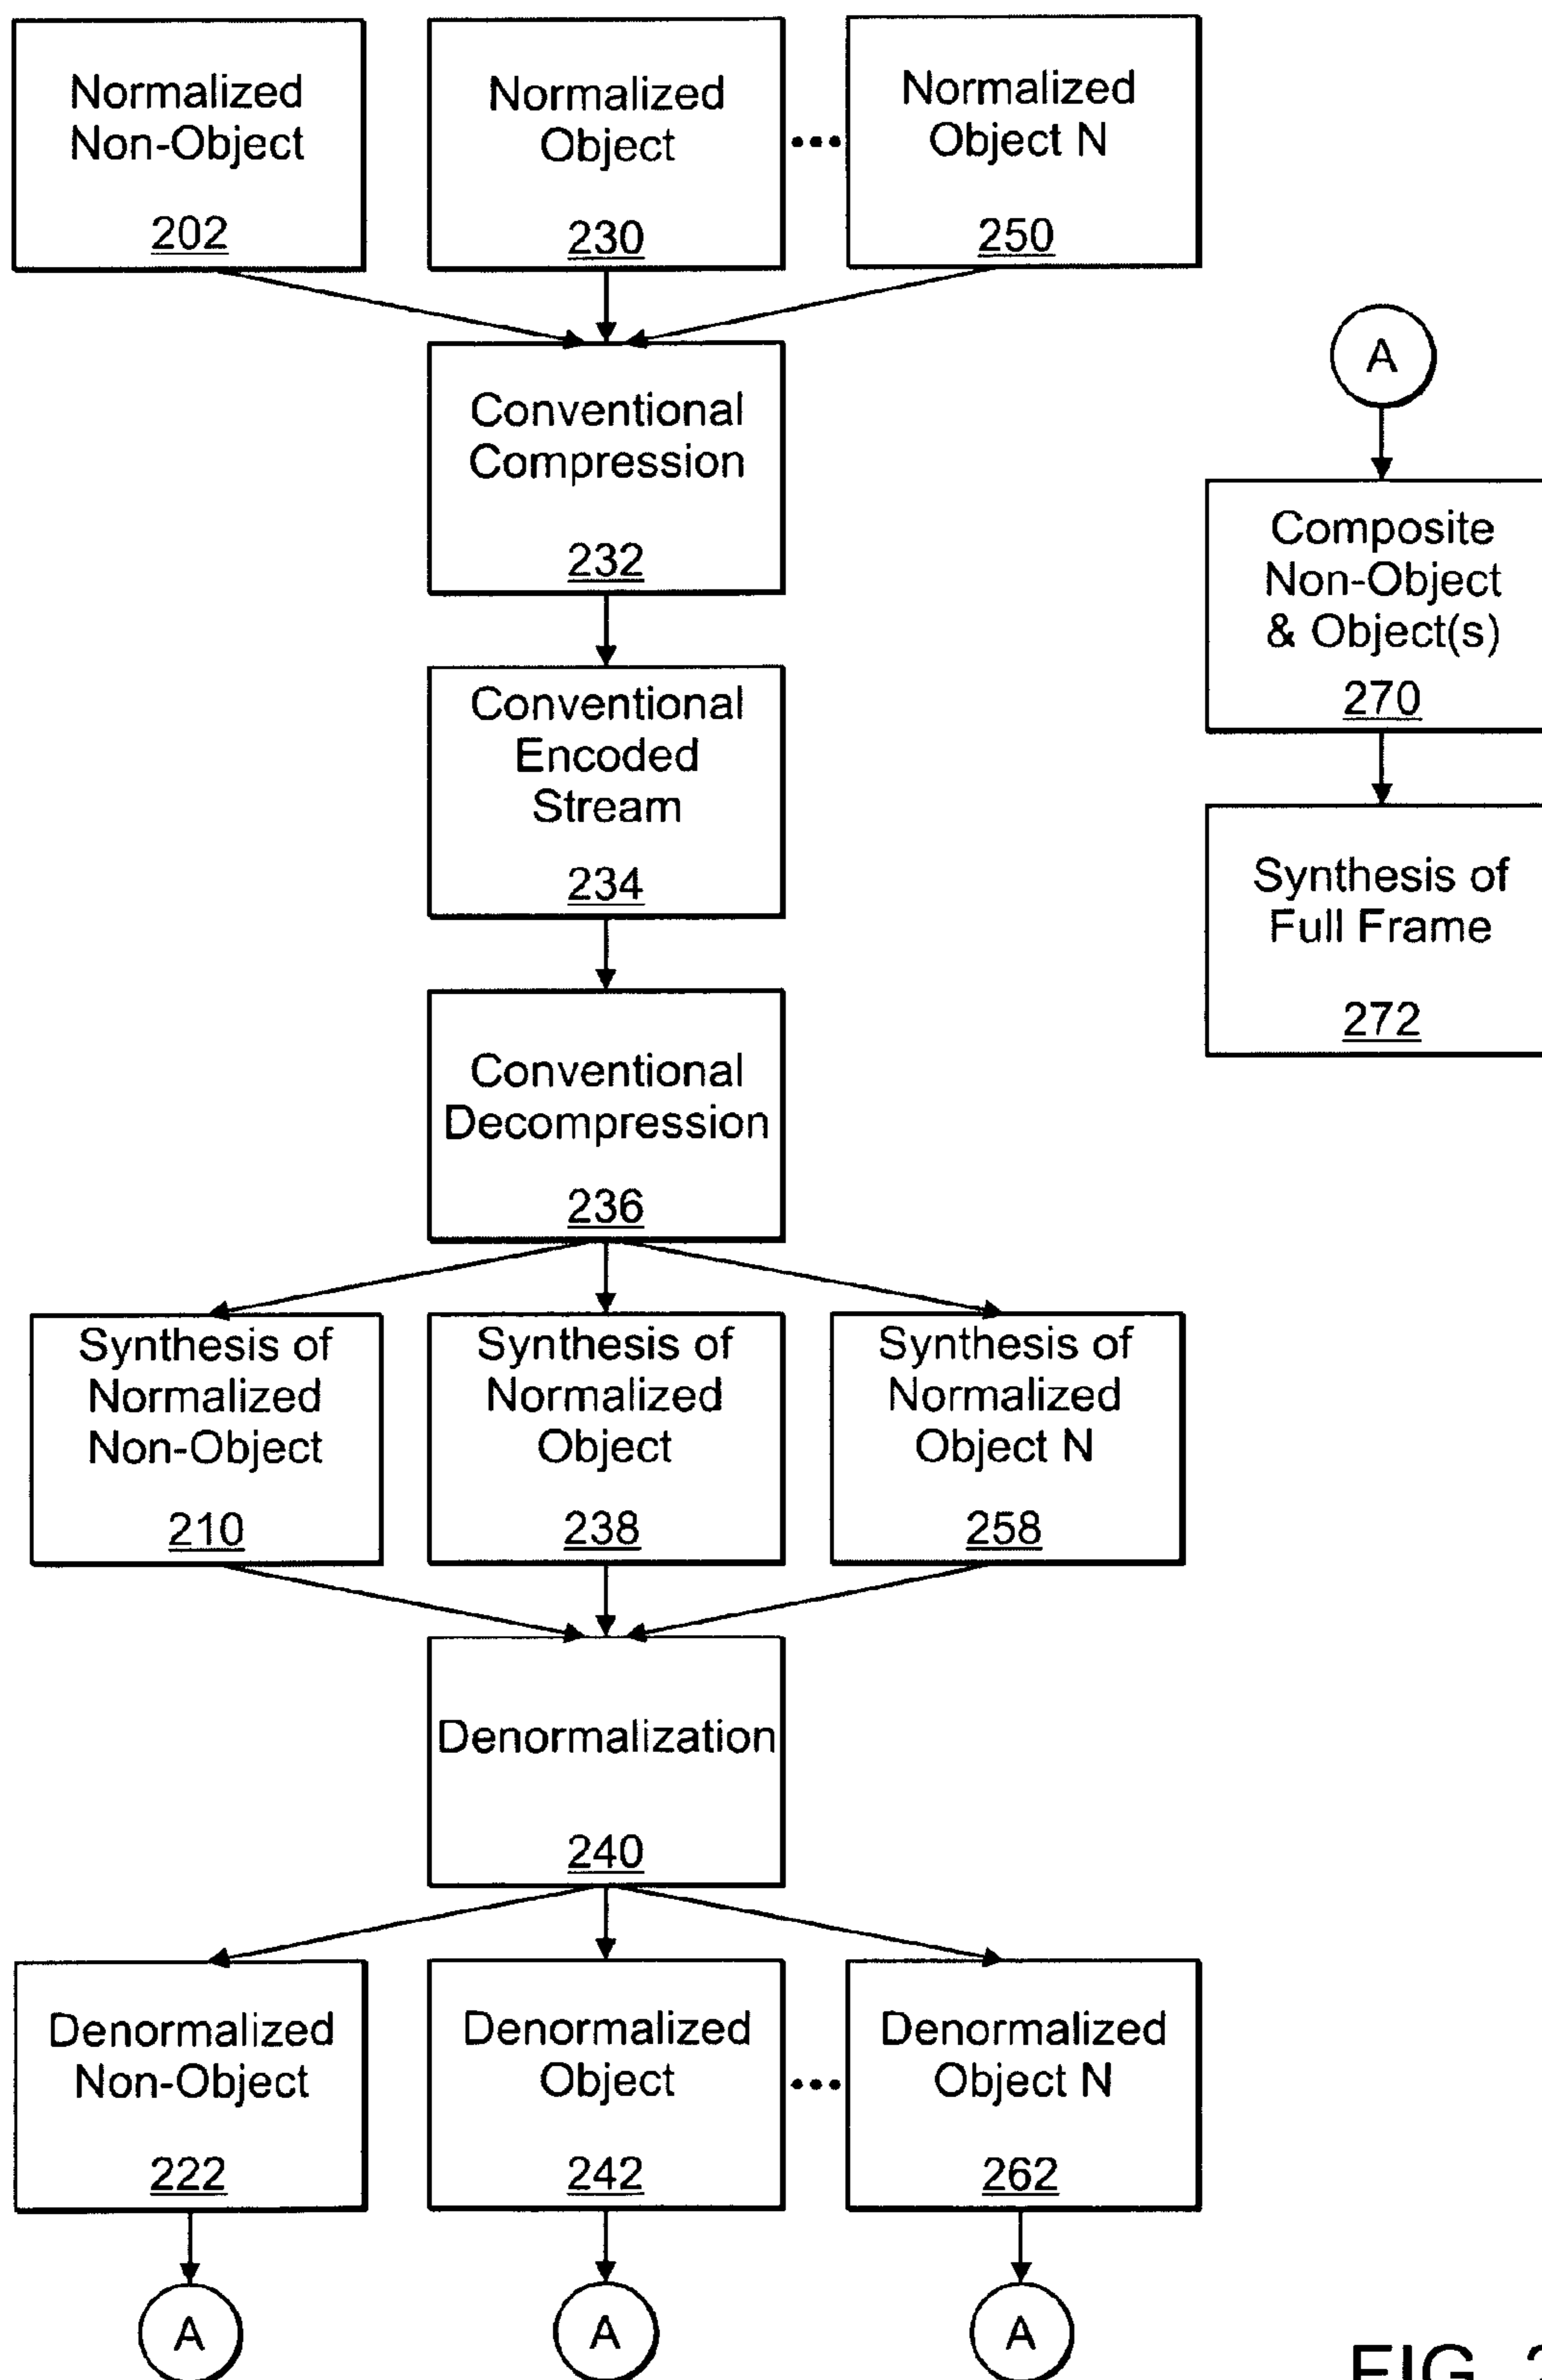 Normalized
Non-Object
202
Normalized
Object
230
...
Normalized
Object N
250
Conventional
Compression
232
Conventional
Encoded
Stream
234
Conventional
Decompression
236
Synthesis of
Normalized
Non-Object
210
Synthesis of
Normalized
Object
238
Synthesis of
Normalized
Object N
258
Denormalization
240
Denormalized
Non-Object
222
Denormalized
Object
242
...
Denormalized
Object N
262
A
A
A
A
Composite
Non-Object
& Object(s)
270
Synthesis of
Full Frame
272
FIG.